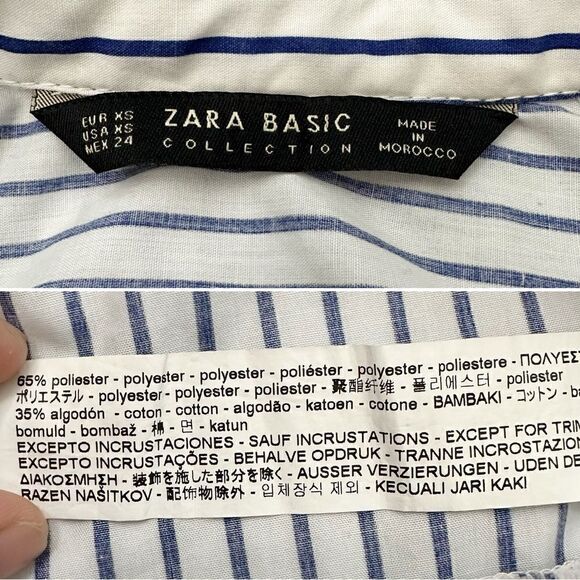 EUR XS
USA XS
MEX 24
ZARA BASIC
COLLECTION
MADE
IN
MOROCCO
65% poliester - polyester - polyester - poliéster - polyester - poliestere - ΠΟΛΥΕΣΤ
ポリエステル - polyester - polyester - 聚酯纤维 - 폴리에스터 - poliester
35% algodón - coton - cotton - algodão - katoen - cotone - BAMBAKI - コットン - ba
bomuld - bombaž - 棉 - 면 - katun
EXCEPTO INCRUSTACIONES - SAUF INCRUSTATIONS - EXCEPT FOR TRIM
EXCEPTO INCRUSTAÇÕES - BEHALVE OPDRUK - TRANNE INCROSTAZIONI
ΔΙΑΚΟΣΜΗΣΗ - 装飾を施した部分を除く - AUSSER VERZIERUNGEN - UDEN DE
RAZEN NAŠITKOV - 配饰物除外 - 입체장식 제외 - KECUALI JARI KAKI